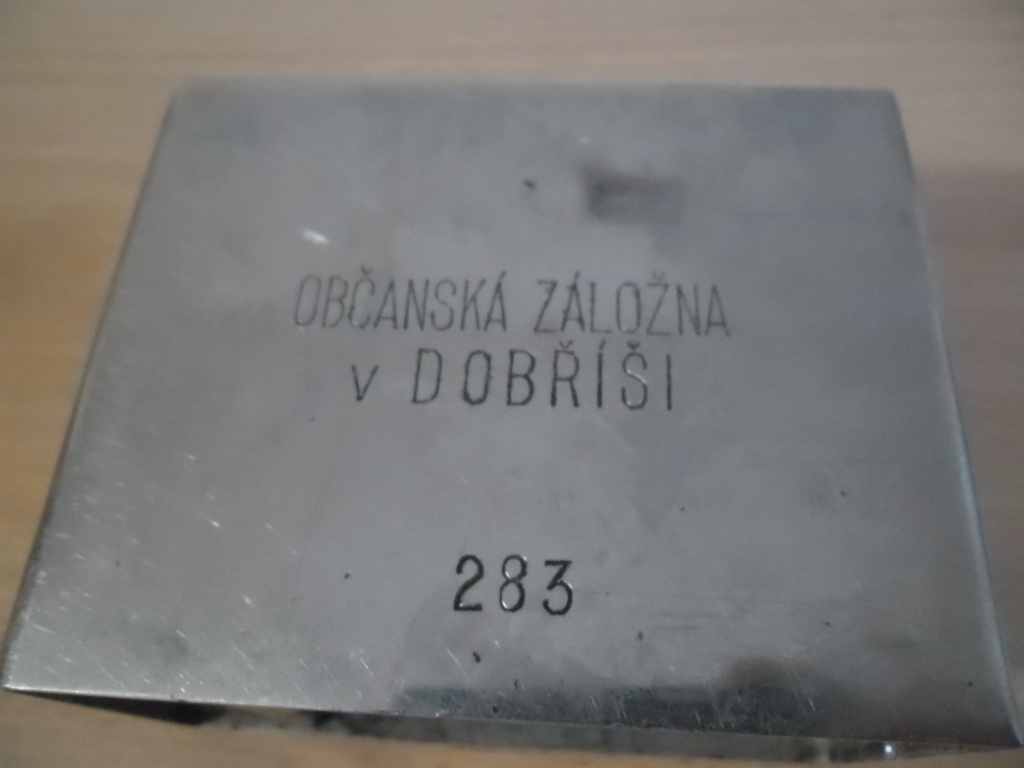 OBČANSKÁ ZÁLOŽNA
v DOBŘÍŠI
283